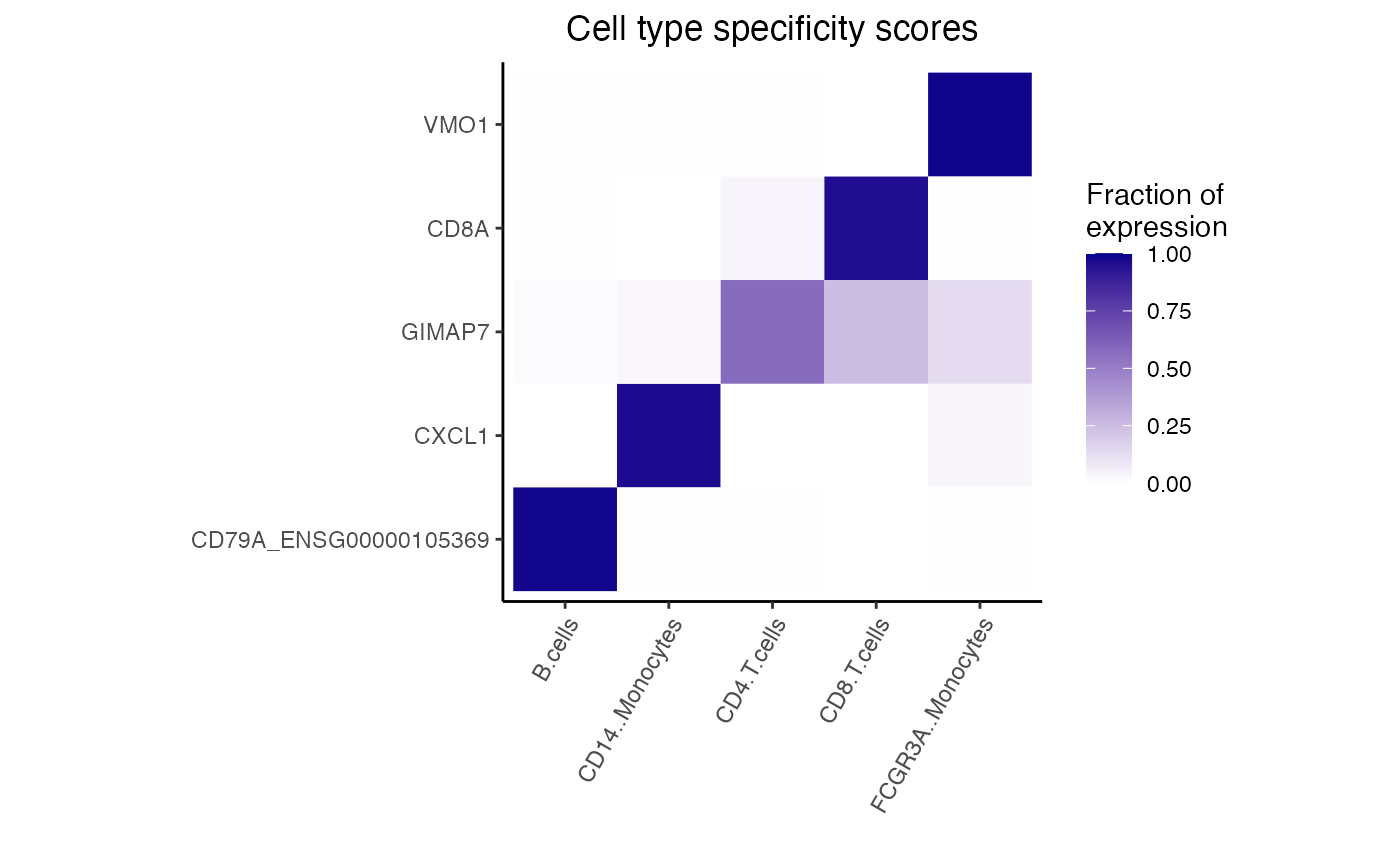 Cell type specificity scores
VMO1
CD8A
GIMAP7
CXCL1
CD79A_ENSG00000105369
B.cells
CD14..Monocytes
CD4.T.cells
CD8.T.cells
FCGR3A..Monocytes
Fraction of
expression
1.00
0.75
0.50
0.25
0.00